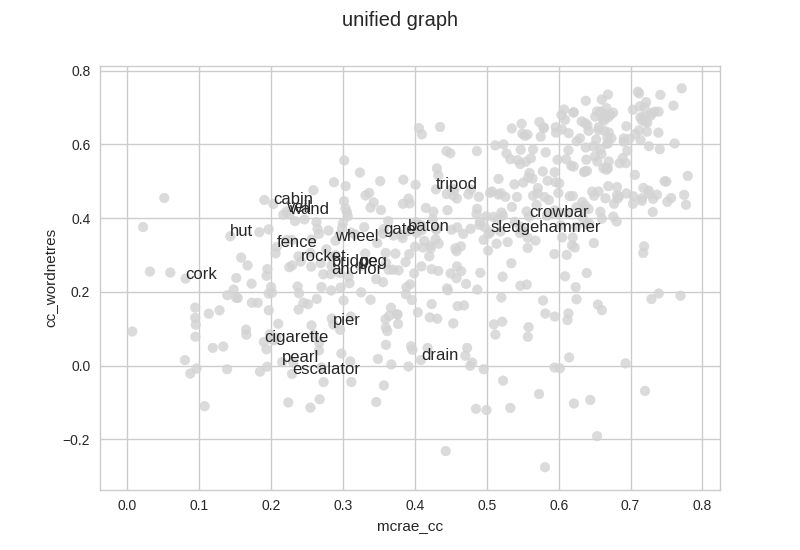 unified graph
0.8
0.6
0.4
0.2
0.0
−0.2
cc_wordnetres
tripod
cabin
wand
crowbar
hut
gate
baton
sledgehammer
fence
wheel
rocket
bridge
peg
cork
anchor
pier
cigarette
pearl
drain
escalator
0.0 0.1 0.2 0.3 0.4 0.5 0.6 0.7 0.8
mcrae_cc